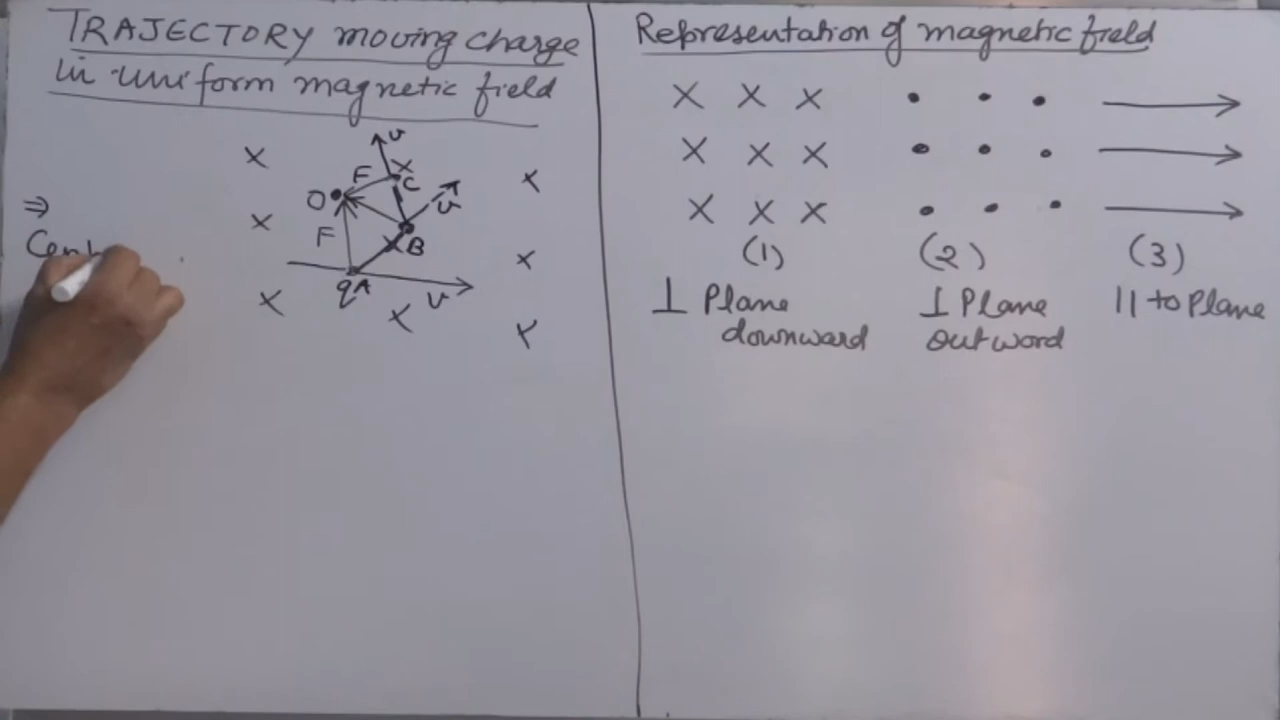 TRAJECTORY moving charge
in uniform magnetic field
× × × v
F C
O v
×
⇒ F × B
Cent
q A v
× × ×
×
Representation of magnetic field
× × × • • •
× × × • • •
× × × • • •
(1) (2) (3)
⊥ Plane ⊥ Plane || to Plane
downward outword